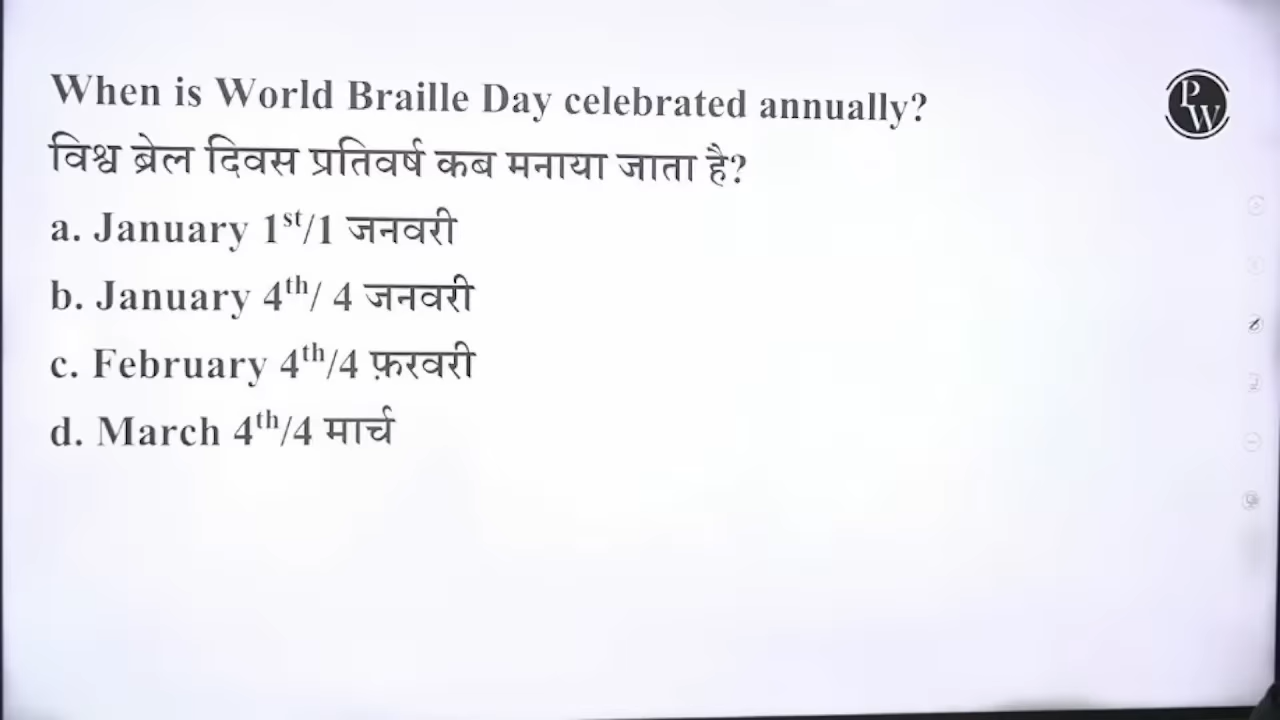 When is World Braille Day celebrated annually?
विश्व ब्रेल दिवस प्रतिवर्ष कब मनाया जाता है?
a. January 1st/1 जनवरी
b. January 4th/ 4 जनवरी
c. February 4th/4 फ़रवरी
d. March 4th/4 मार्च
PW